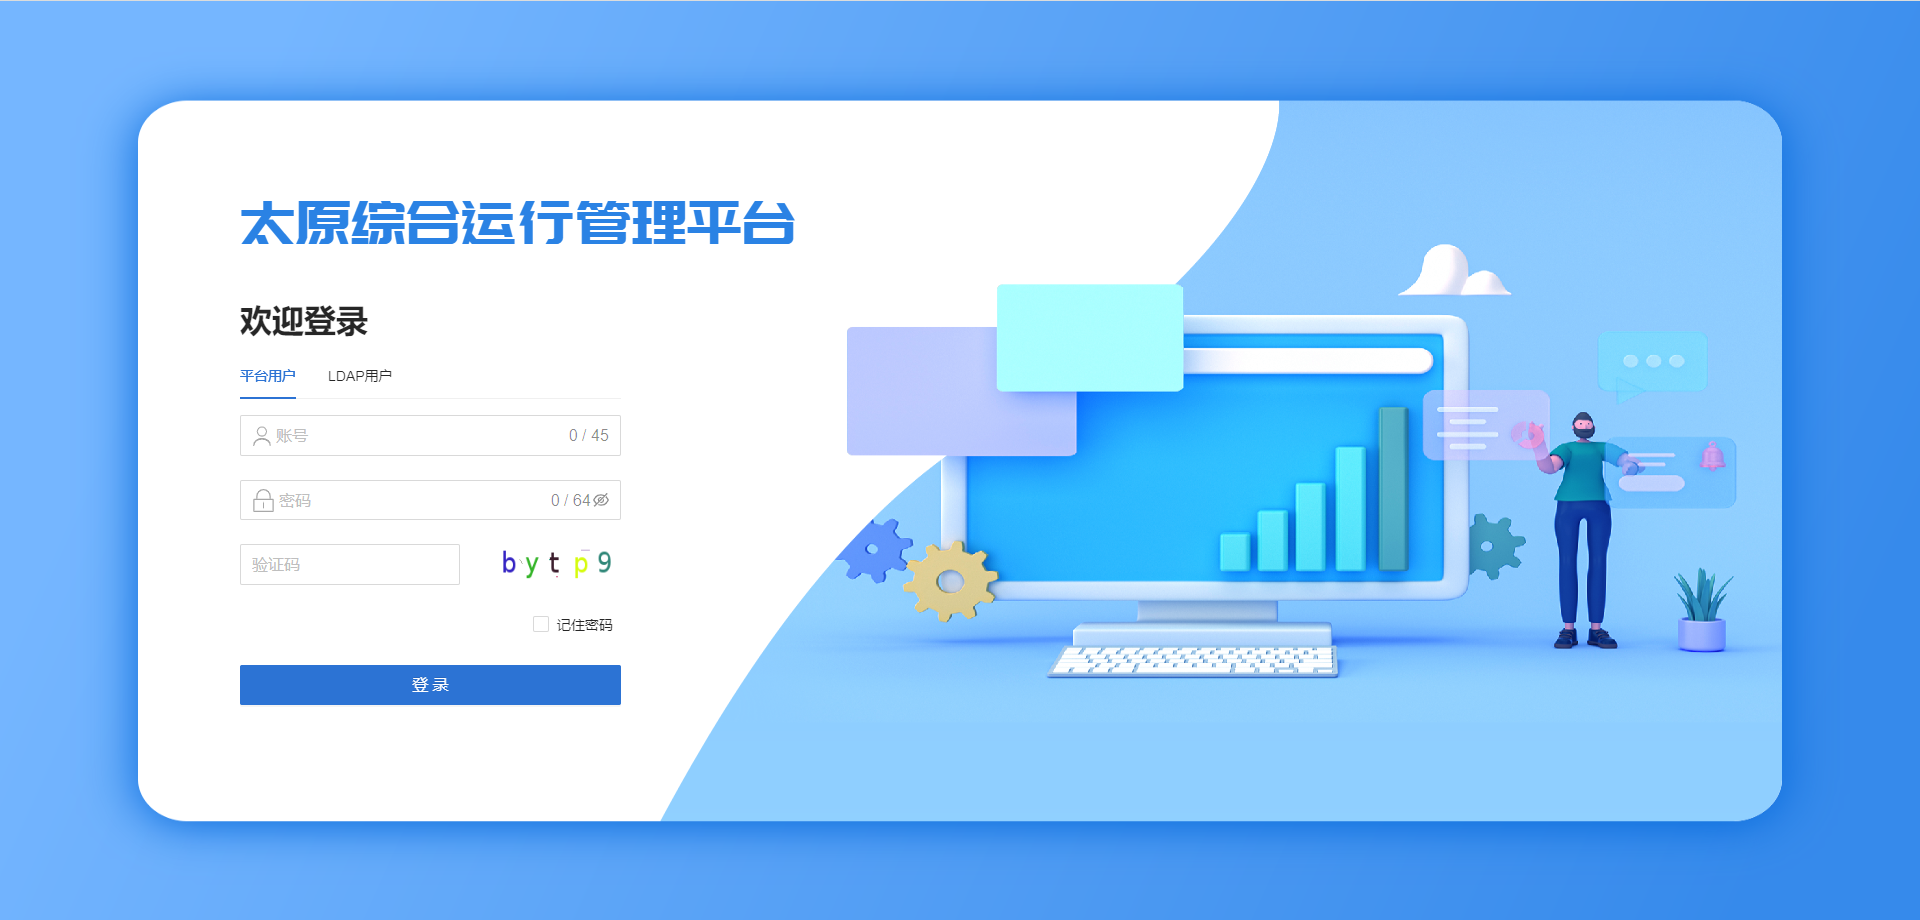 太原综合运行管理平台
欢迎登录
平台用户 LDAP用户
账号 0 / 45
密码 0 / 64
验证码 bytp9
记住密码
登录